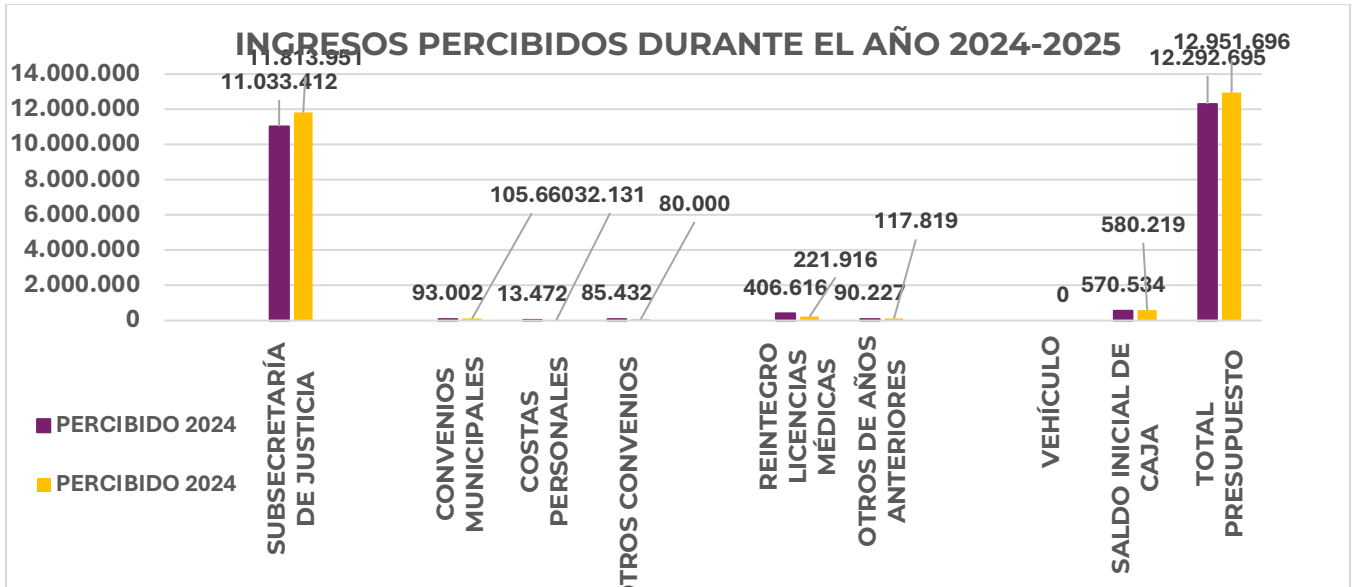 INGRESOS PERCIBIDOS DURANTE EL AÑO 2024-2025
14.000.000
12.000.000
10.000.000
8.000.000
6.000.000
4.000.000
2.000.000
0
11.813.951
11.033.412
12.951.696
12.292.695
105.660
32.131
80.000
117.819
580.219
221.916
93.002
13.472
85.432
406.616
90.227
0
570.534
SUBSECRETARÍA
DE JUSTICIA
CONVENIOS
MUNICIPALES
COSTAS
PERSONALES
OTROS CONVENIOS
REINTEGRO
LICENCIAS
MÉDICAS
OTROS DE AÑOS
ANTERIORES
VEHÍCULO
SALDO INICIAL DE
CAJA
TOTAL
PRESUPUESTO
PERCIBIDO 2024
PERCIBIDO 2024